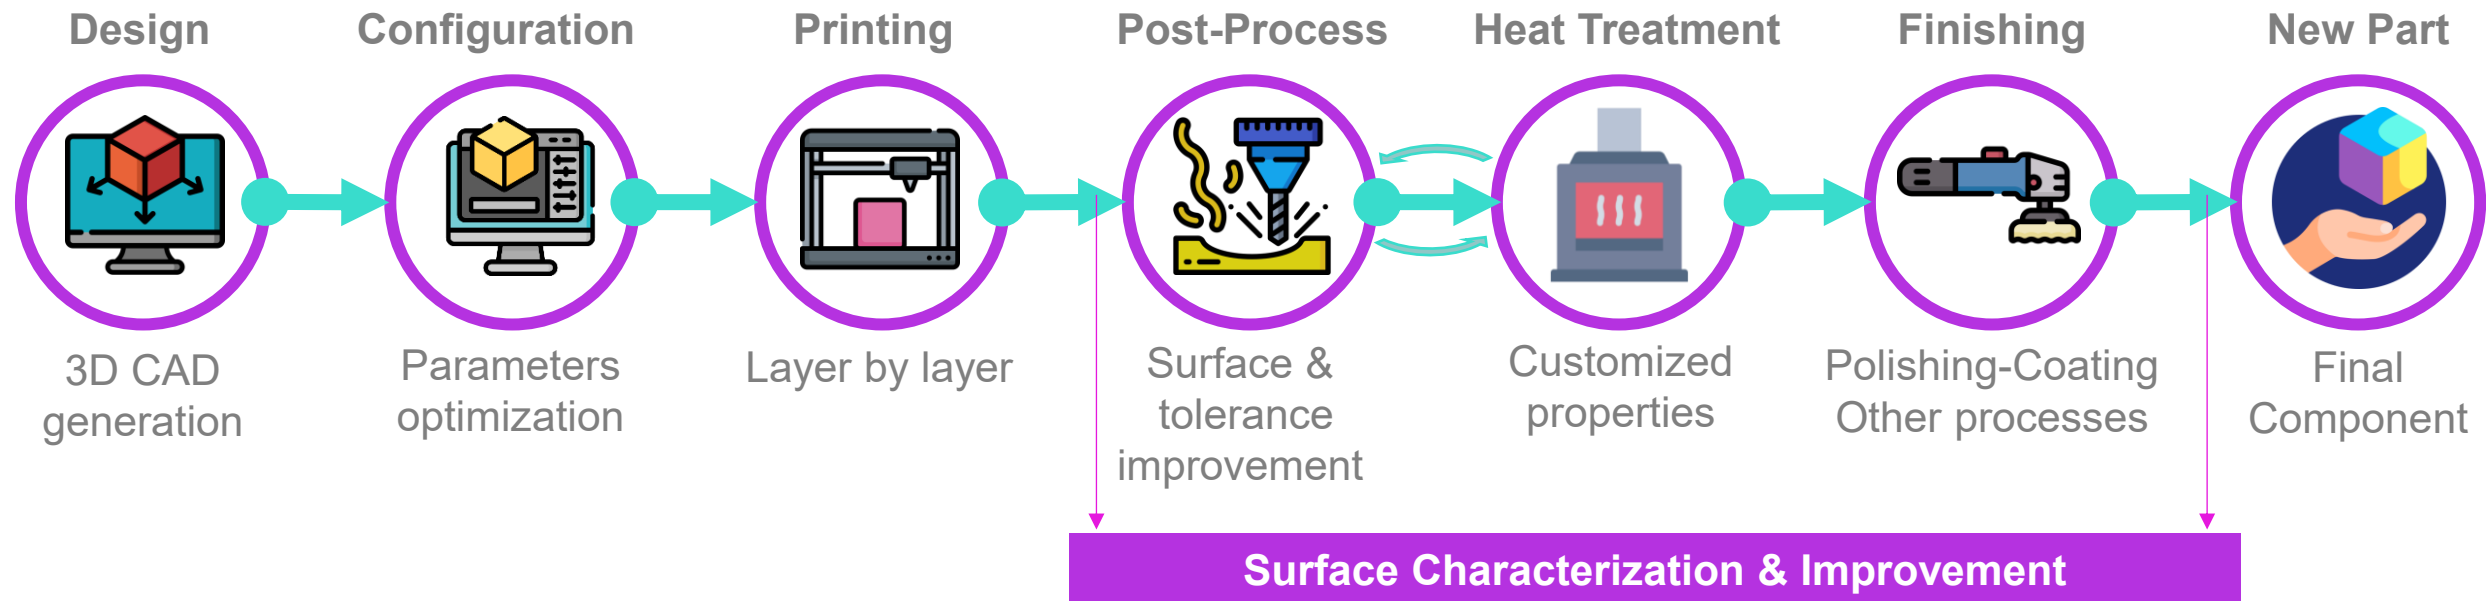 Design
Configuration
Printing
Post-Process
Heat Treatment
Finishing
New Part
3D CAD
generation
Parameters
optimization
Layer by layer
Surface &
tolerance
improvement
Customized
properties
Polishing-Coating
Other processes
Final
Component
Surface Characterization & Improvement